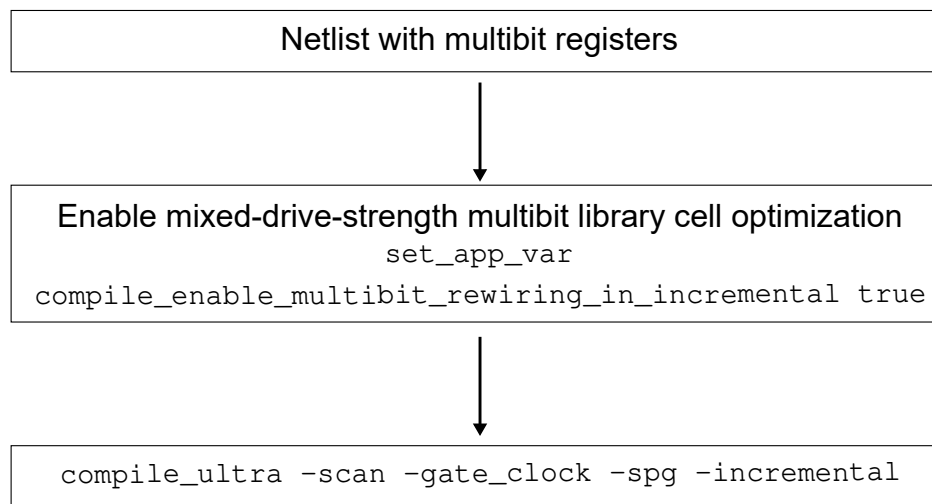 Netlist with multibit registers
Enable mixed-drive-strength multibit library cell optimization
set_app_var
compile_enable_multibit_rewiring_in_incremental true
compile_ultra –scan –gate_clock –spg –incremental